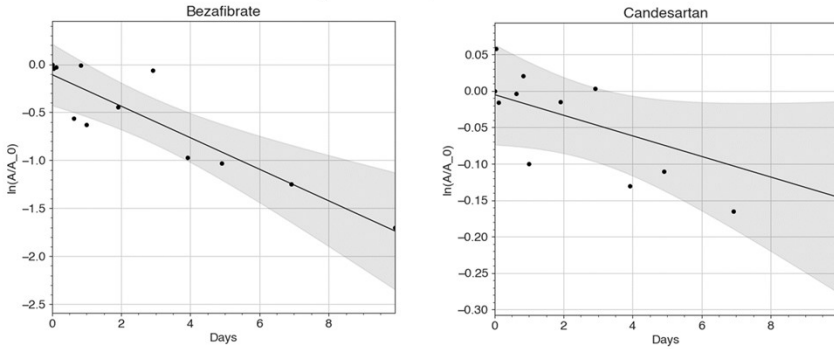 Bezafibrate
ln(A/A_0)
0.0
−0.5
−1.0
−1.5
−2.0
−2.5
0 2 4 6 8
Days
Candesartan
ln(A/A_0)
0.05
0.00
−0.05
−0.10
−0.15
−0.20
−0.25
−0.30
0 2 4 6 8
Days